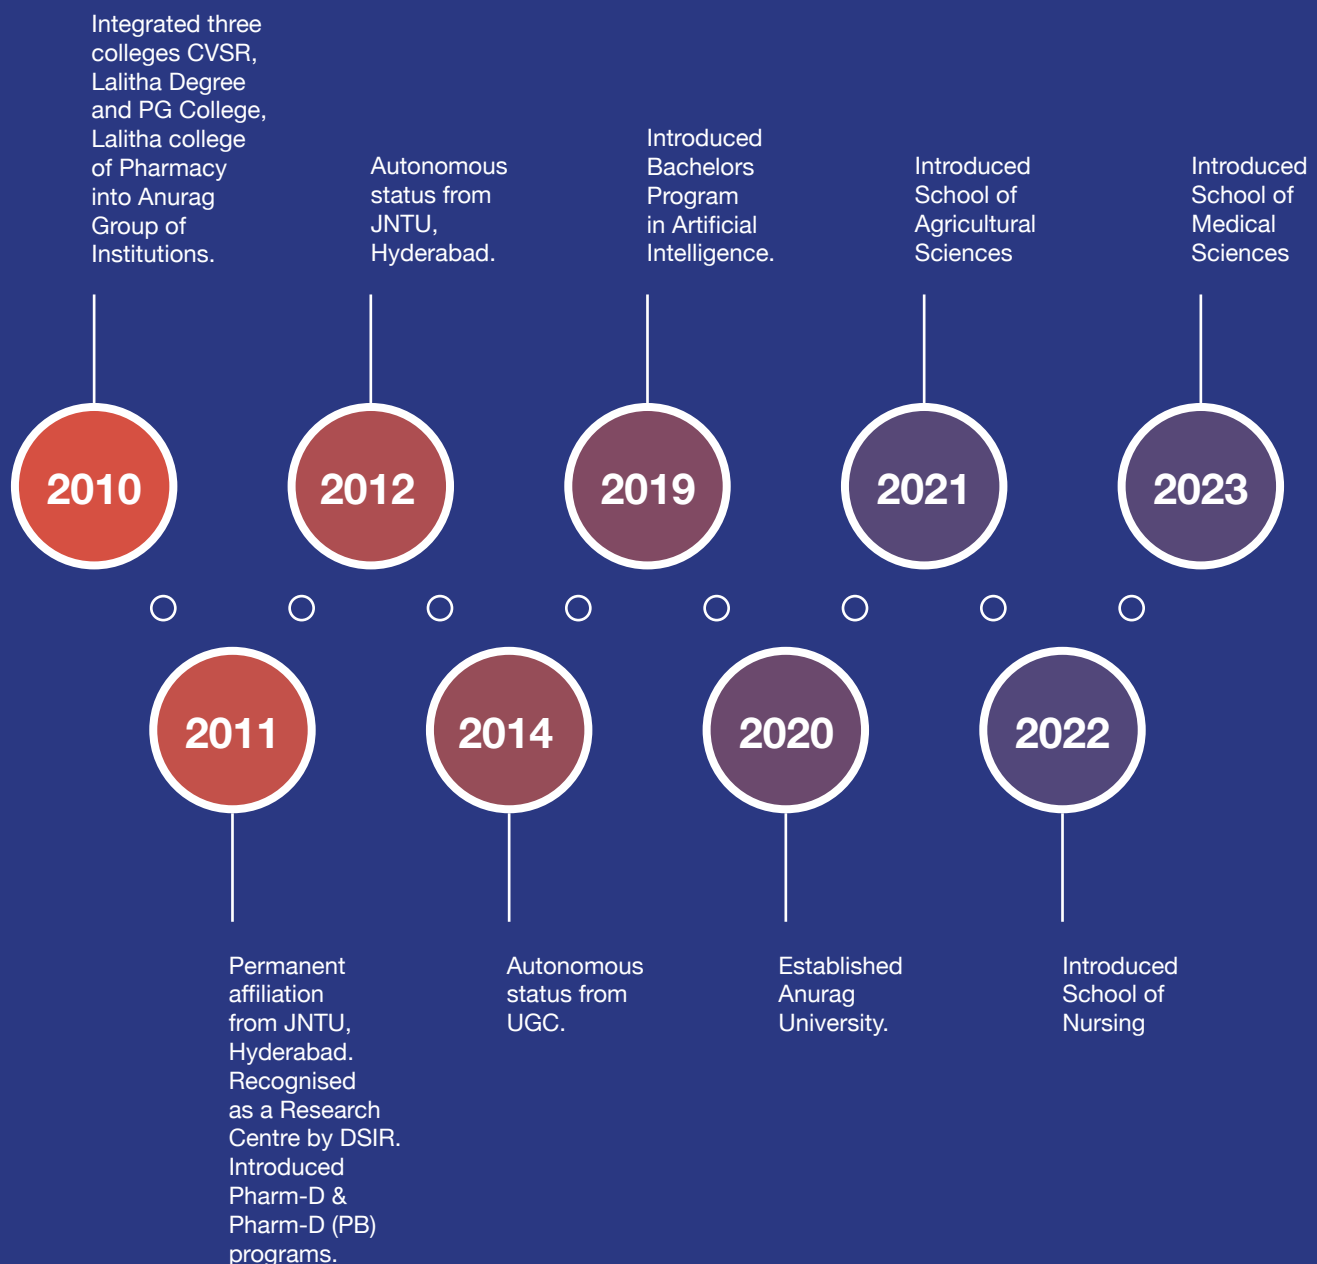 Integrated three
colleges CVSR,
Lalitha Degree
and PG College,
Lalitha college
of Pharmacy
into Anurag
Group of
Institutions.
Autonomous
status from
JNTU,
Hyderabad.
Introduced
Bachelors
Program
in Artificial
Intelligence.
Introduced
School of
Agricultural
Sciences
Introduced
School of
Medical
Sciences
2010
2012
2019
2021
2023
2011
2014
2020
2022
Permanent
affiliation
from JNTU,
Hyderabad.
Recognised
as a Research
Centre by DSIR.
Introduced
Pharm-D &
Pharm-D (PB)
programs.
Autonomous
status from
UGC.
Established
Anurag
University.
Introduced
School of
Nursing